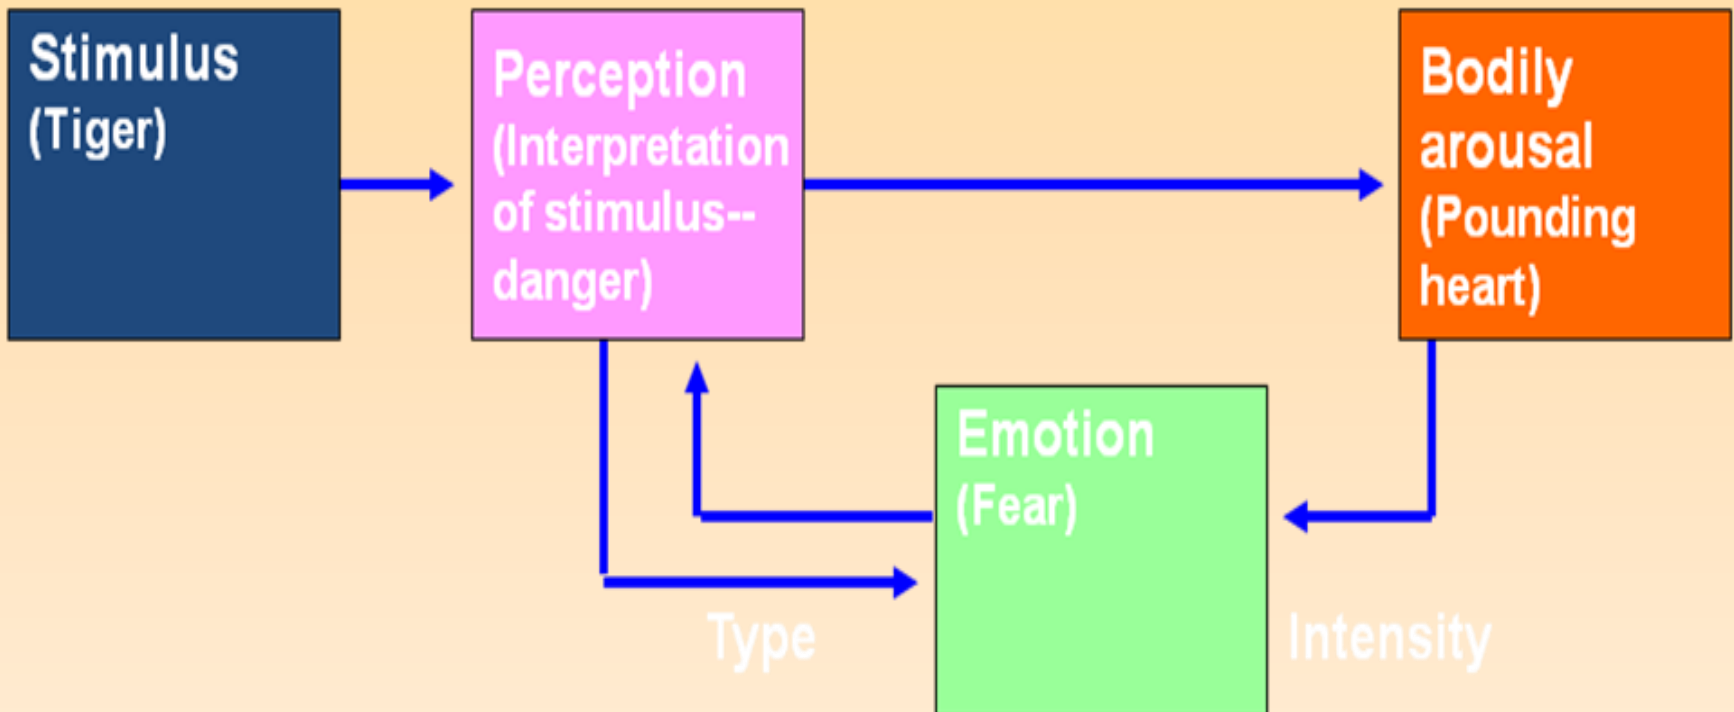 Stimulus
(Tiger)
Perception
(Interpretation
of stimulus--
danger)
Bodily
arousal
(Pounding
heart)
Emotion
(Fear)
Type
Intensity